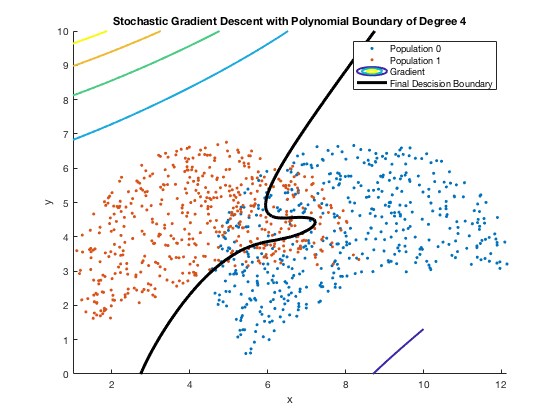 Stochastic Gradient Descent with Polynomial Boundary of Degree 4
10
9
8
7
6
5
4
3
2
1
0
y
Population 0
Population 1
Gradient
Final Descision Boundary
2
4
6
8
10
12
x